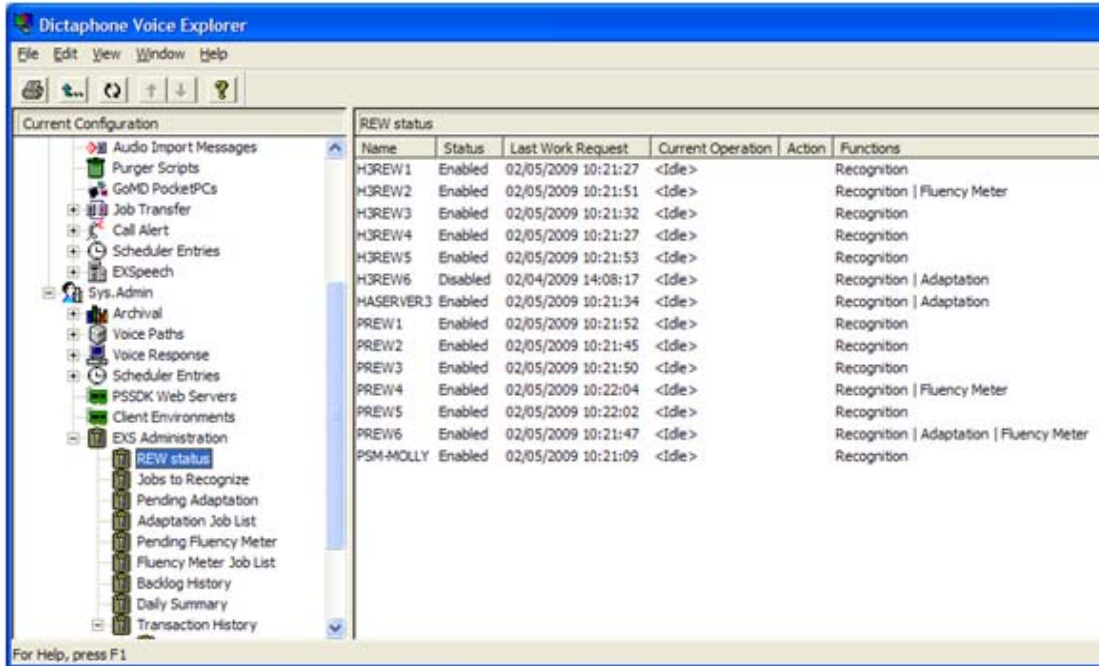 Dictaphone Voice Explorer
File Edit View Window Help
Current Configuration
Audio Import Messages
Purger Scripts
GoMD PocketPCs
Job Transfer
Call Alert
Scheduler Entries
EXSpeech
Sys.Admin
Archival
Voice Paths
Voice Response
Scheduler Entries
PSSDK Web Servers
Client Environments
EXS Administration
REW status
Jobs to Recognize
Pending Adaptation
Adaptation Job List
Pending Fluency Meter
Fluency Meter Job List
Backlog History
Daily Summary
Transaction History
REW status
Name Status Last Work Request Current Operation Action Functions
H3REW1 Enabled 02/05/2009 10:21:27 <Idle> Recognition
H3REW2 Enabled 02/05/2009 10:21:51 <Idle> Recognition | Fluency Meter
H3REW3 Enabled 02/05/2009 10:21:32 <Idle> Recognition
H3REW4 Enabled 02/05/2009 10:21:27 <Idle> Recognition
H3REW5 Enabled 02/05/2009 10:21:53 <Idle> Recognition
H3REW6 Disabled 02/04/2009 14:08:17 <Idle> Recognition | Adaptation
HASERVER3 Enabled 02/05/2009 10:21:34 <Idle> Recognition | Adaptation
PREW1 Enabled 02/05/2009 10:21:52 <Idle> Recognition
PREW2 Enabled 02/05/2009 10:21:45 <Idle> Recognition
PREW3 Enabled 02/05/2009 10:21:50 <Idle> Recognition
PREW4 Enabled 02/05/2009 10:22:04 <Idle> Recognition | Fluency Meter
PREW5 Enabled 02/05/2009 10:22:02 <Idle> Recognition
PREW6 Enabled 02/05/2009 10:21:47 <Idle> Recognition | Adaptation | Fluency Meter
PSM-MOLLY Enabled 02/05/2009 10:21:09 <Idle> Recognition
For Help, press F1